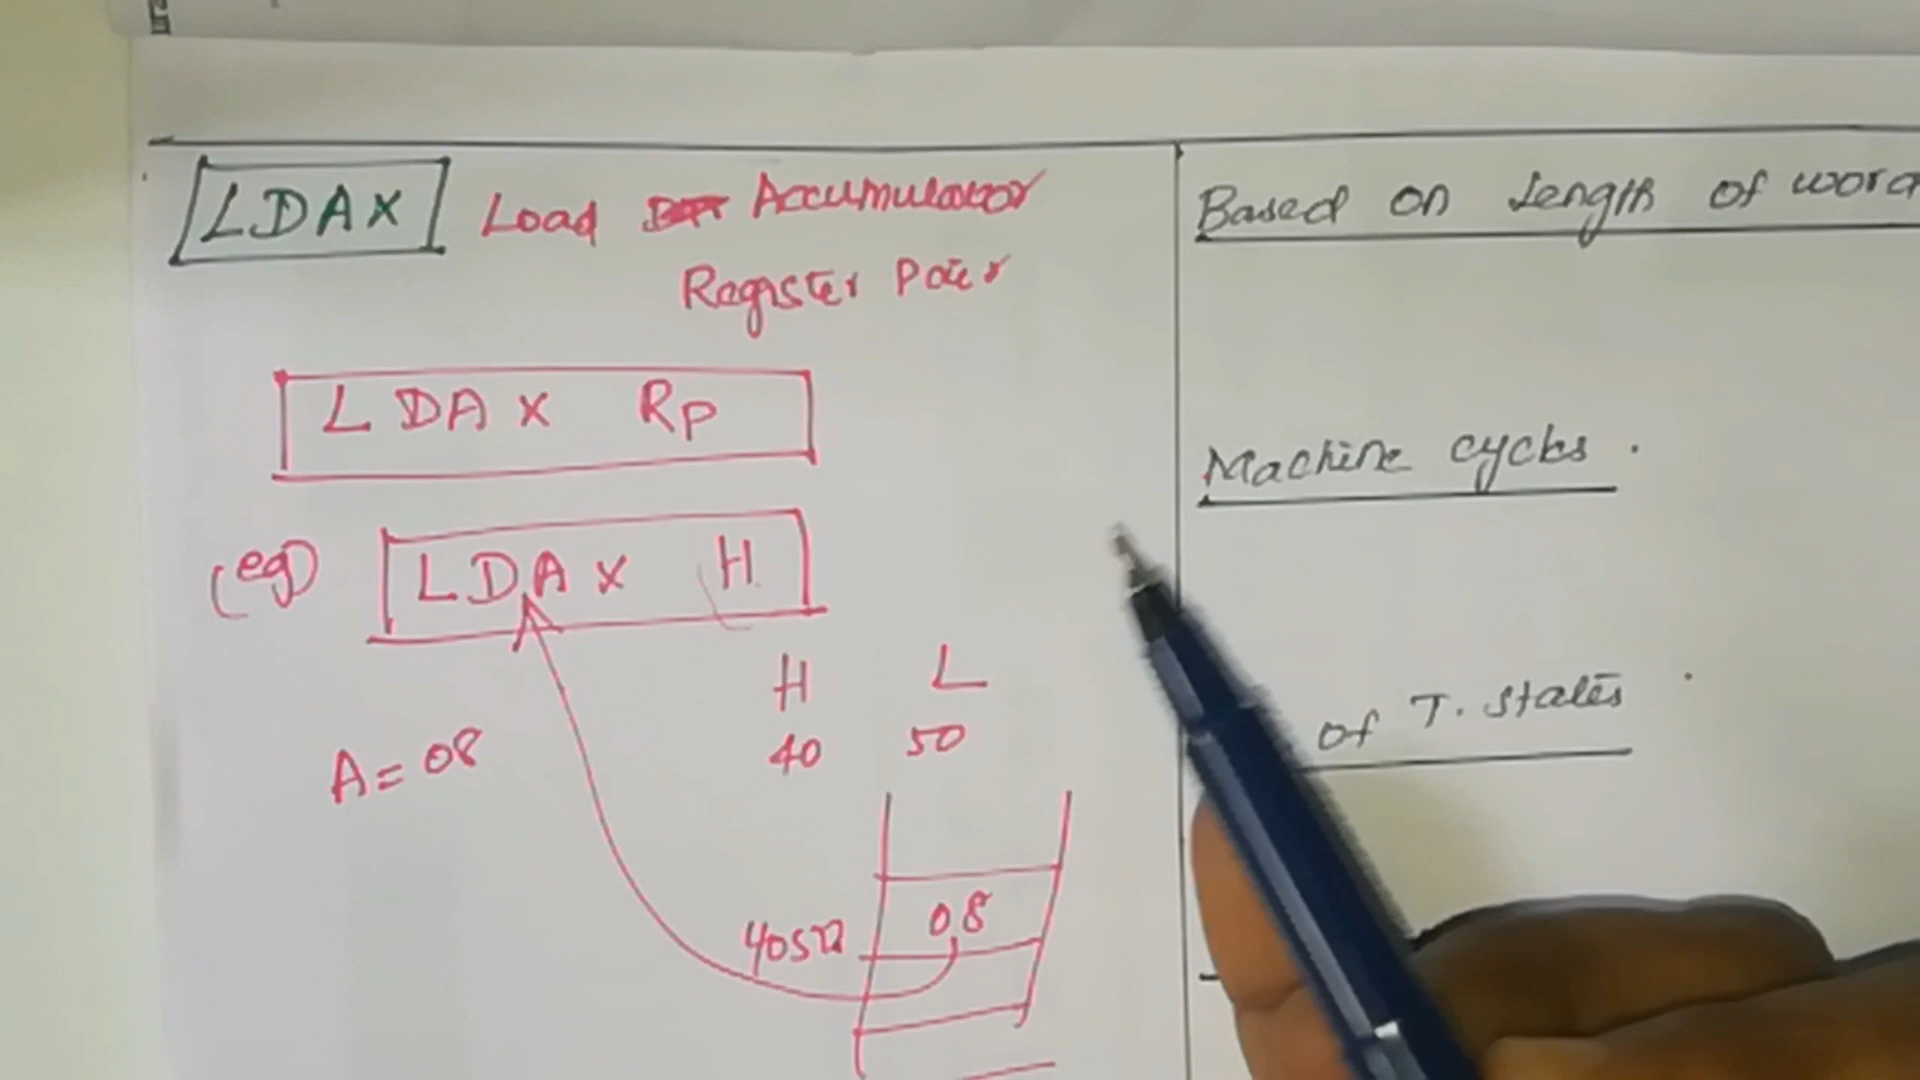 LDAX Load Accumulator
Register Pair
LDAX Rp
(eg) LDAX H
H L
A = 08 40 50
4050 08
Based on Length of word
Machine cycles.
of T. states